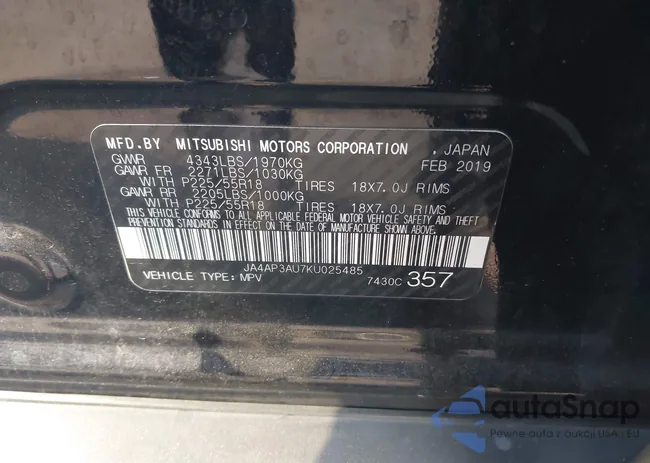 MFD.BY MITSUBISHI MOTORS CORPORATION . JAPAN
GVWR 4343LBS/1970KG FEB 2019
GAWR FR 2271LBS/1030KG
WITH P225/55R18 TIRES 18X7.0J RIMS
GAWR RR 2205LBS/1000KG
WITH P225/55R18 TIRES 18X7.0J RIMS
THIS VEHICLE CONFORMS TO ALL APPLICABLE FEDERAL MOTOR VEHICLE SAFETY AND THEFT
PREVENTION STANDARDS IN EFFECT ON THE DATE OF MANUFACTURE SHOWN ABOVE.
JA4AP3AU7KU025485
VEHICLE TYPE: MPV 7430C 357
autoSnap
Pewne auta z aukcji USA i EU